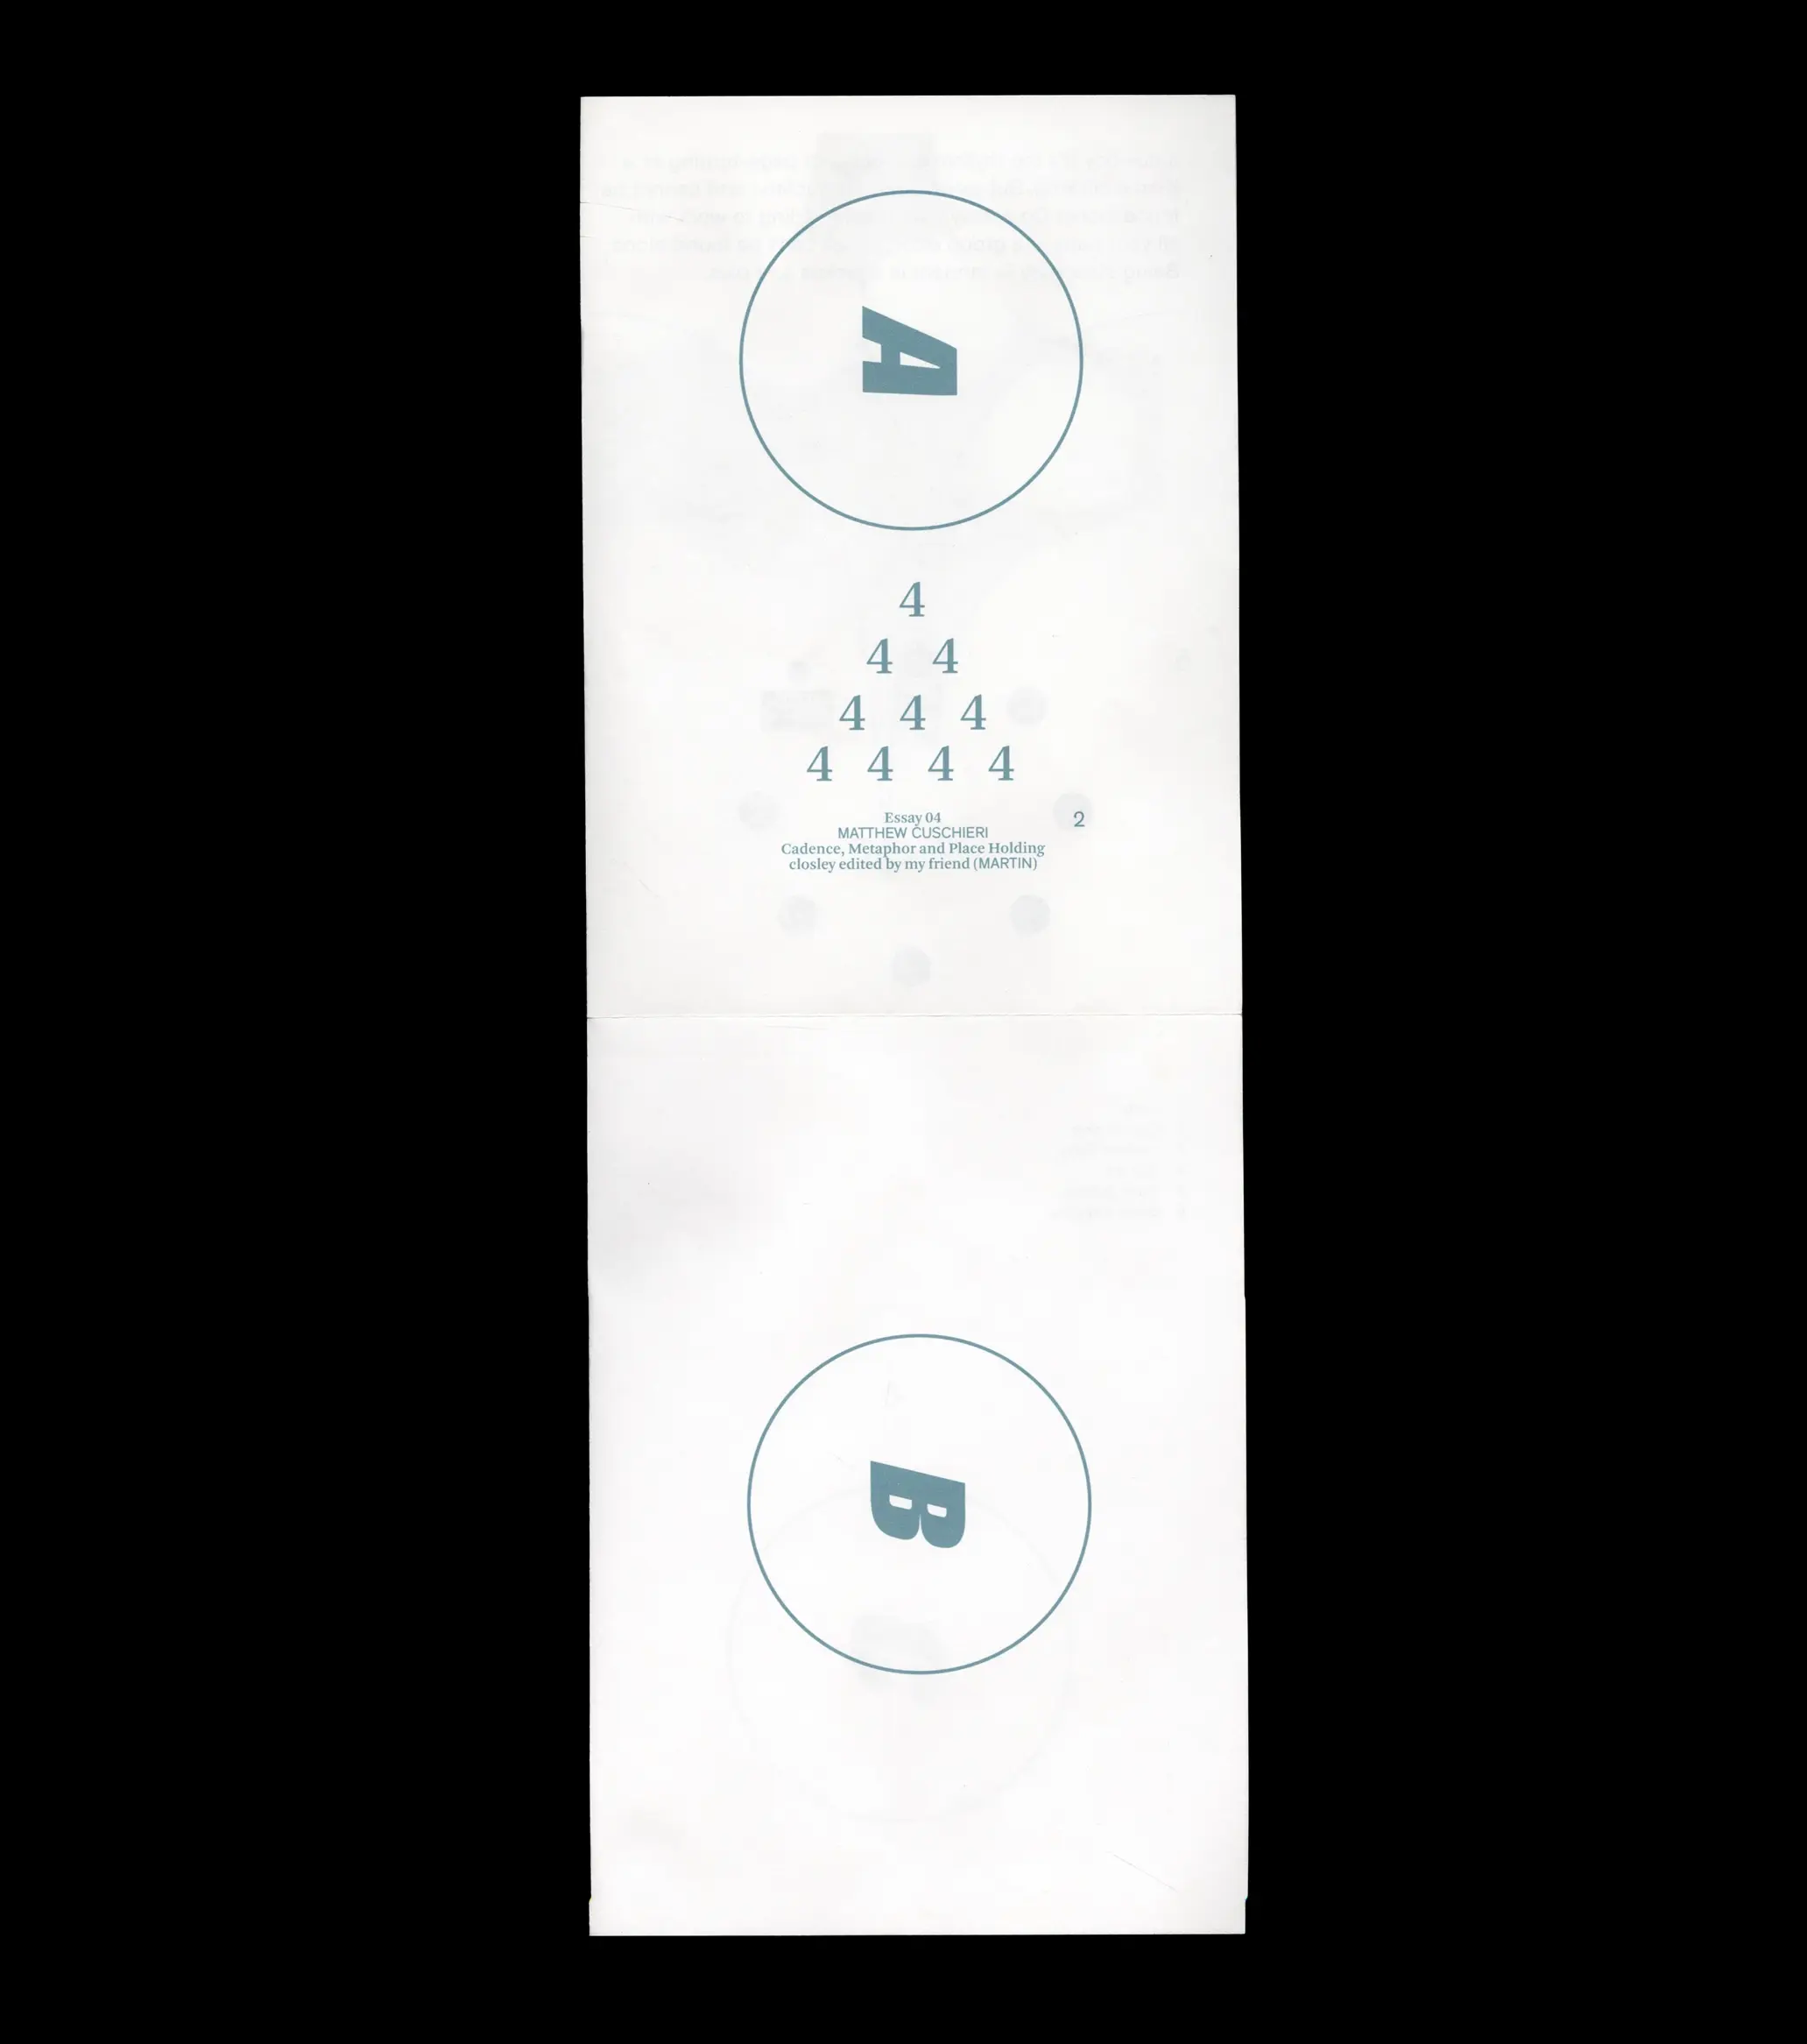 A
4
4 4
4 4 4
4 4 4 4
Essay 04
MATTHEW CUSCHIERI
Cadence, Metaphor and Place Holding
closley edited by my friend (MARTIN)
2
B